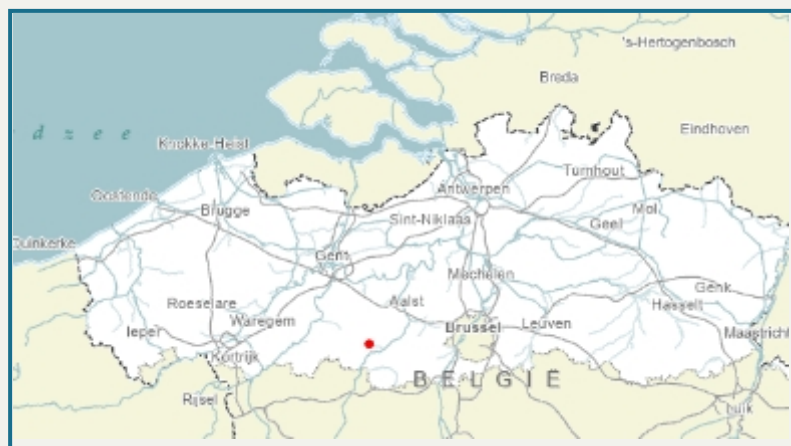 's-Hertogenbosch
Breda
Eindhoven
d z e e
Knokke-Heist
Turnhout
Antwerpen
Oostende
Mol
Brugge
Sint-Niklaas
Geel
Duinkerke
Gent
Mechelen
Genk
Roeselare
Aalst
Hasselt
Waregem
Brussel
Leuven
Ieper
Maastricht
Kortrijk
BELGIË
Rijsel
Luik